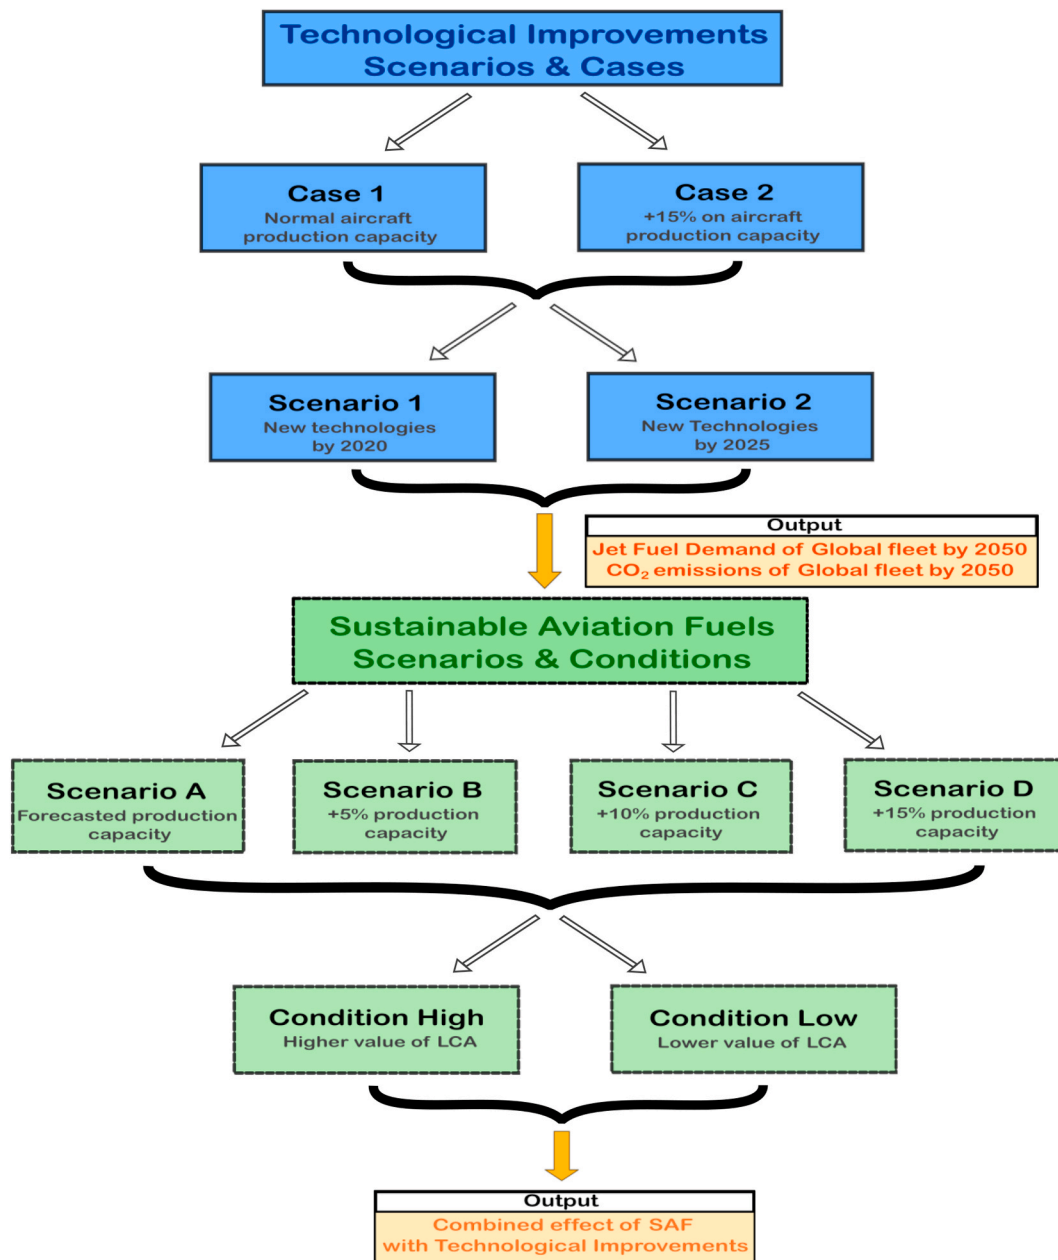 Technological Improvements
Scenarios & Cases
Case 1
Normal aircraft
production capacity
Case 2
+15% on aircraft
production capacity
Scenario 1
New technologies
by 2020
Scenario 2
New Technologies
by 2025
Output
Jet Fuel Demand of Global fleet by 2050
CO₂ emissions of Global fleet by 2050
Sustainable Aviation Fuels
Scenarios & Conditions
Scenario A
Forecasted production
capacity
Scenario B
+5% production
capacity
Scenario C
+10% production
capacity
Scenario D
+15% production
capacity
Condition High
Higher value of LCA
Condition Low
Lower value of LCA
Output
Combined effect of SAF
with Technological Improvements